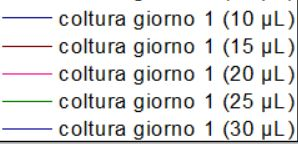 coltura giorno 1 (10 µL)
coltura giorno 1 (15 µL)
coltura giorno 1 (20 µL)
coltura giorno 1 (25 µL)
coltura giorno 1 (30 µL)